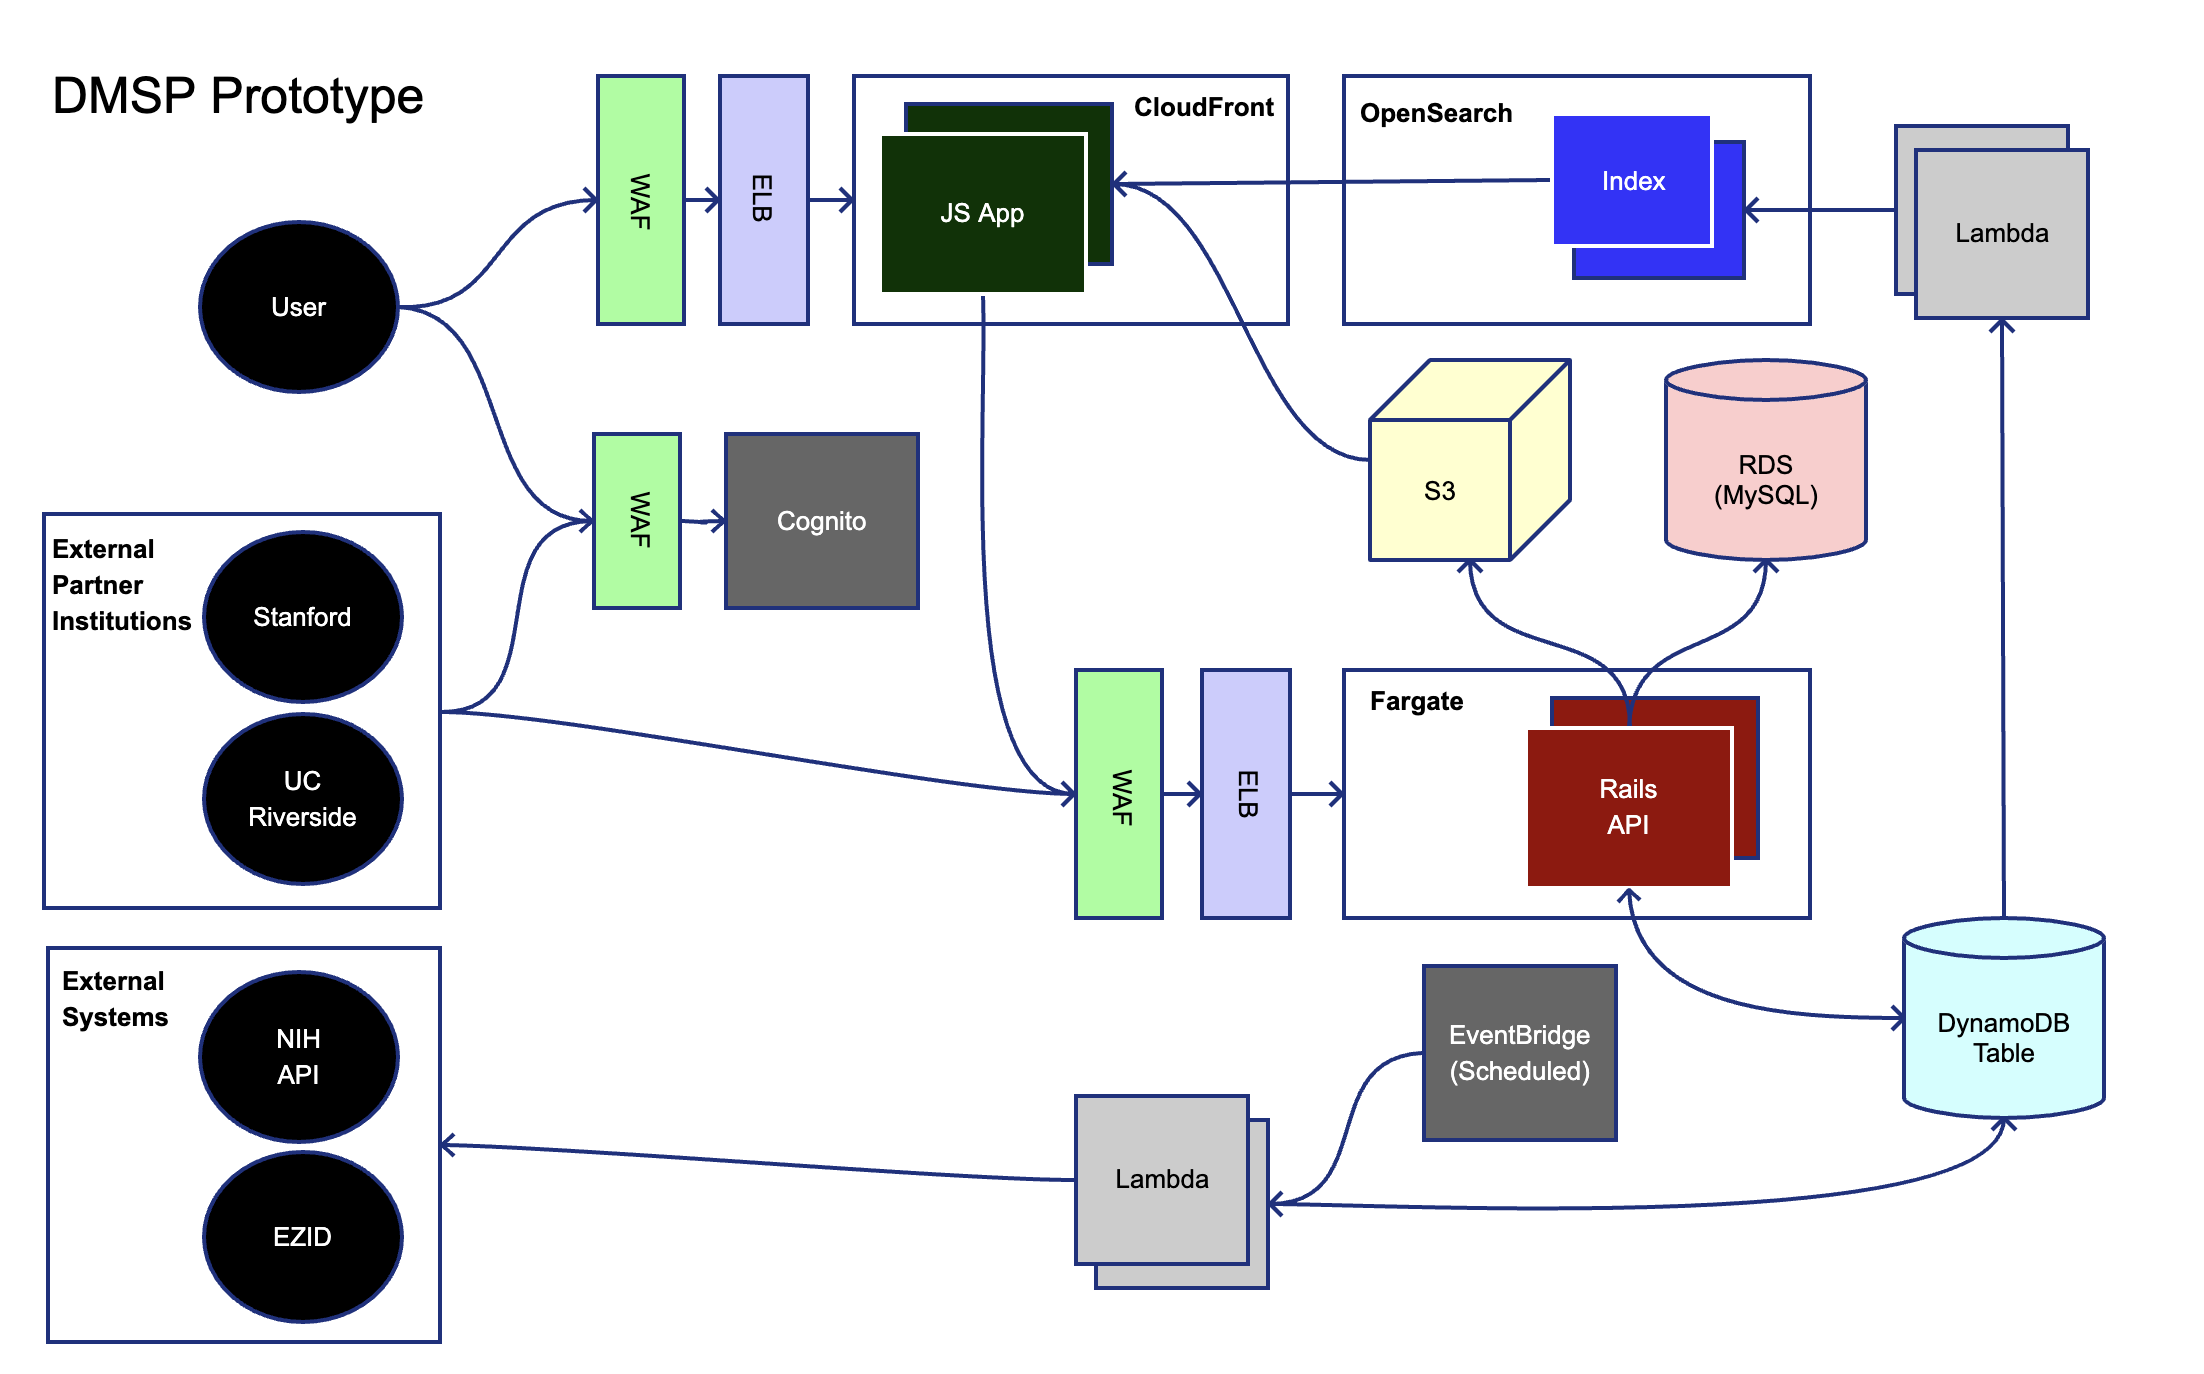 DMSP Prototype
WAF
ELB
CloudFront
JS App
OpenSearch
Index
Lambda
User
WAF
Cognito
S3
RDS
(MySQL)
External
Partner
Institutions
Stanford
UC
Riverside
WAF
ELB
Fargate
Rails
API
External
Systems
NIH
API
EZID
Lambda
EventBridge
(Scheduled)
DynamoDB
Table